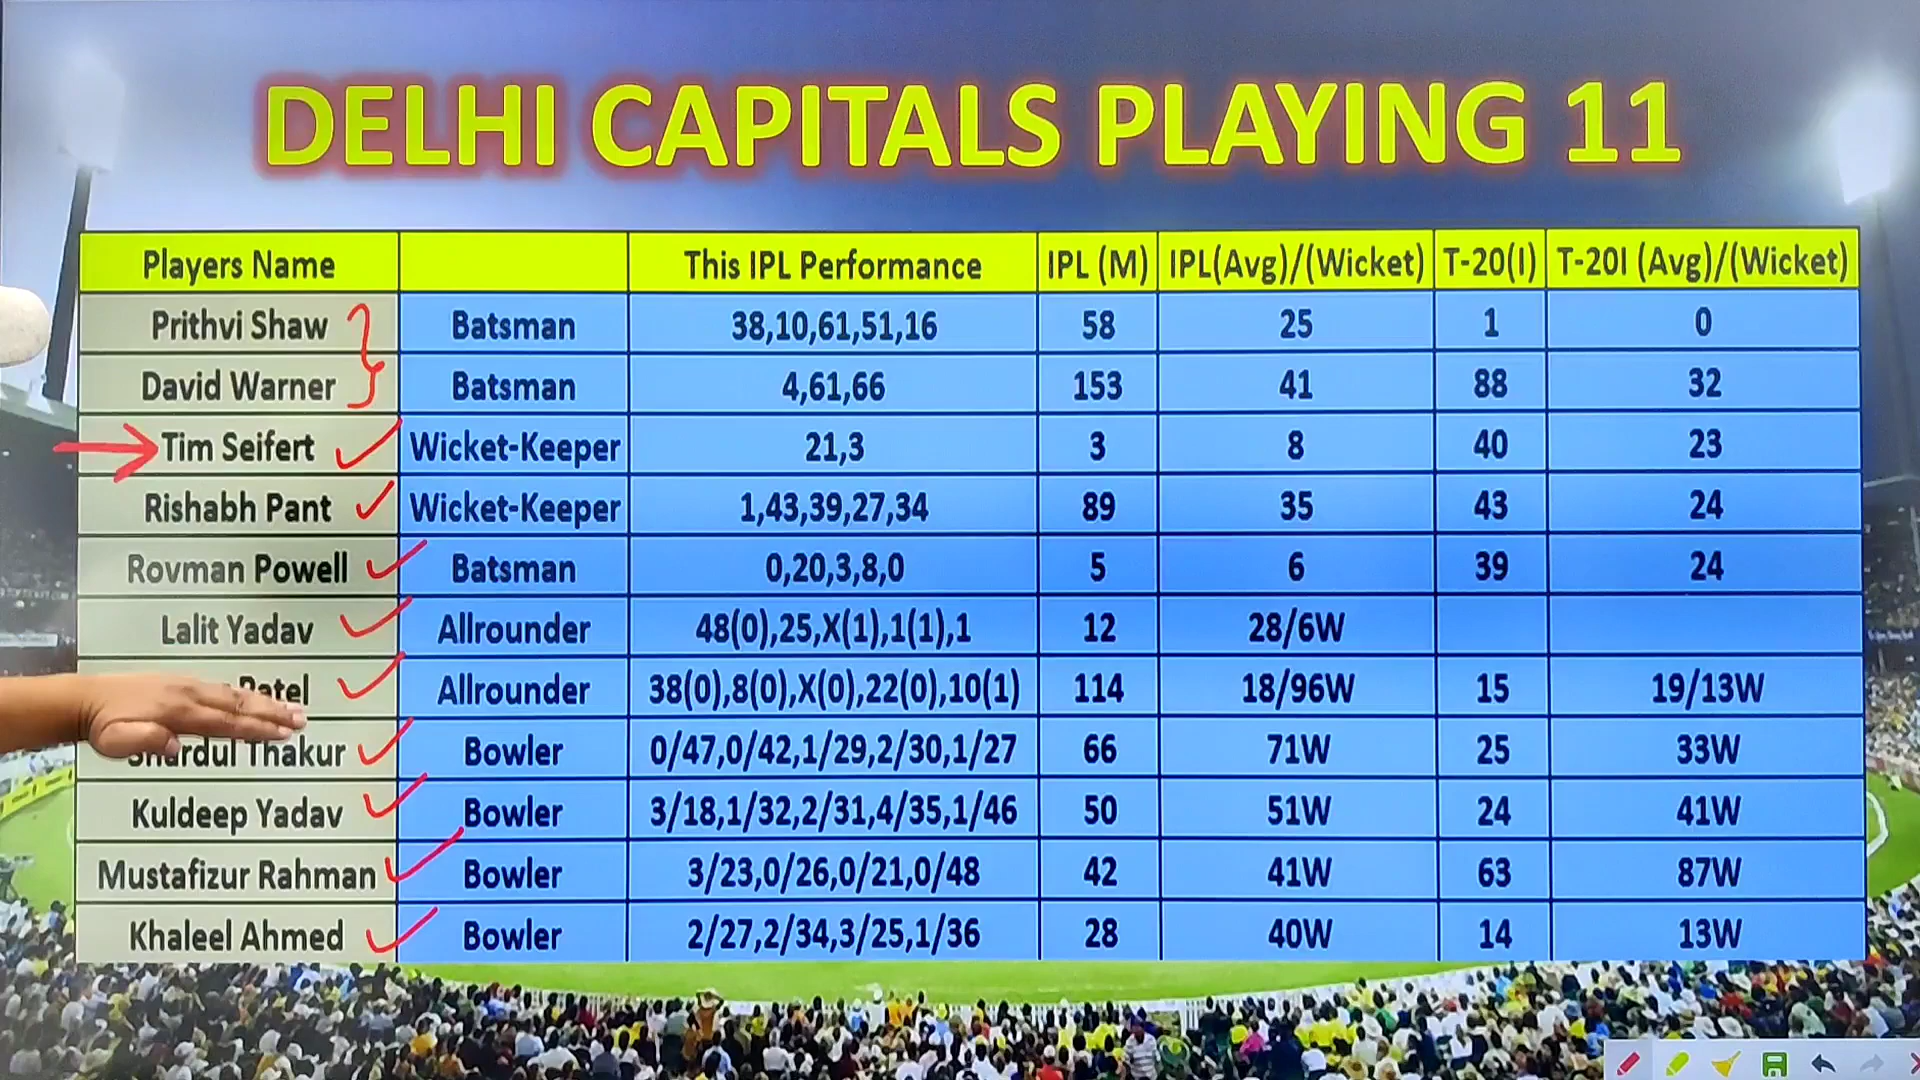 DELHI CAPITALS PLAYING 11
Players Name This IPL Performance IPL (M) IPL(Avg)/(Wicket) T-20(I) T-20I (Avg)/(Wicket)
Prithvi Shaw Batsman 38,10,61,51,16 58 25 1 0
David Warner Batsman 4,61,66 153 41 88 32
Tim Seifert Wicket-Keeper 21,3 3 8 40 23
Rishabh Pant Wicket-Keeper 1,43,39,27,34 89 35 43 24
Rovman Powell Batsman 0,20,3,8,0 5 6 39 24
Lalit Yadav Allrounder 48(0),25,X(1),1(1),1 12 28/6W
Patel Allrounder 38(0),8(0),X(0),22(0),10(1) 114 18/96W 15 19/13W
Shardul Thakur Bowler 0/47,0/42,1/29,2/30,1/27 66 71W 25 33W
Kuldeep Yadav Bowler 3/18,1/32,2/31,4/35,1/46 50 51W 24 41W
Mustafizur Rahman Bowler 3/23,0/26,0/21,0/48 42 41W 63 87W
Khaleel Ahmed Bowler 2/27,2/34,3/25,1/36 28 40W 14 13W